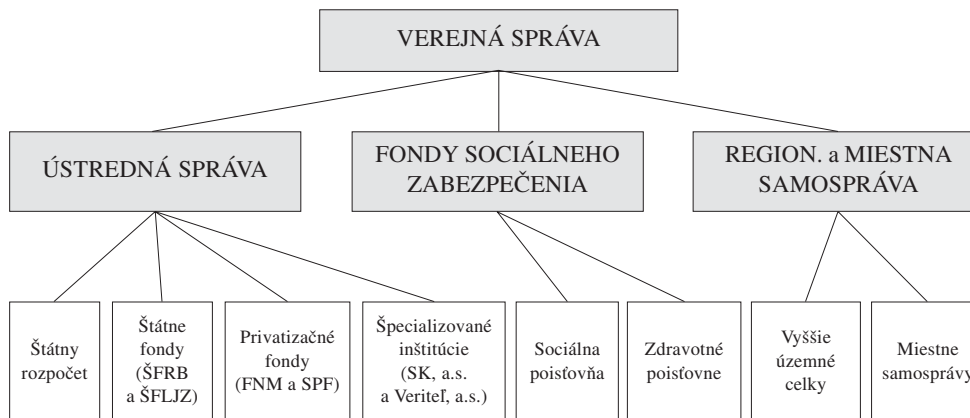 VEREJNÁ SPRÁVA
ÚSTREDNÁ SPRÁVA
FONDY SOCIÁLNEHO
ZABEZPEČENIA
REGION. a MIESTNA
SAMOSPRÁVA
Štátny
rozpočet
Štátne
fondy
(ŠFRB
a ŠFLJZ)
Privatizačné
fondy
(FNM a SPF)
Špecializované
inštitúcie
(SK, a.s.
a Veriteľ, a.s.)
Sociálna
poisťovňa
Zdravotné
poisťovne
Vyššie
územné
celky
Miestne
samosprávy